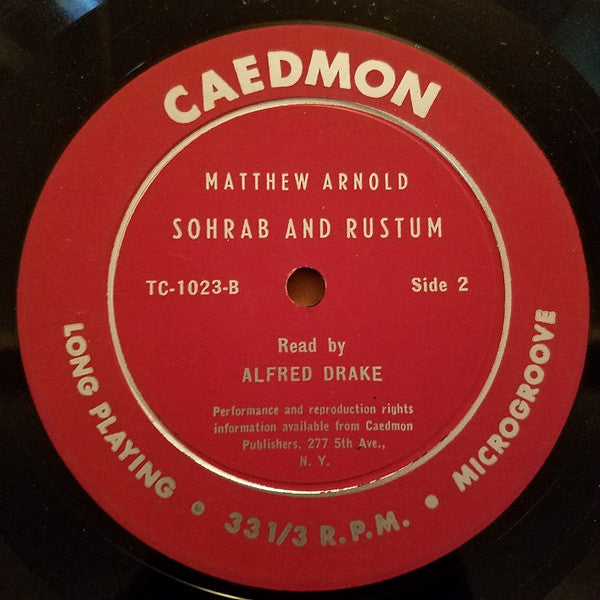 CAEDMON
MATTHEW ARNOLD
SOHRAB AND RUSTUM
TC-1023-B Side 2
Read by
ALFRED DRAKE
Performance and reproduction rights
information available from Caedmon
Publishers, 277 5th Ave.,
N. Y.
LONG PLAYING • 33 1/3 R.P.M. • MICROGROOVE